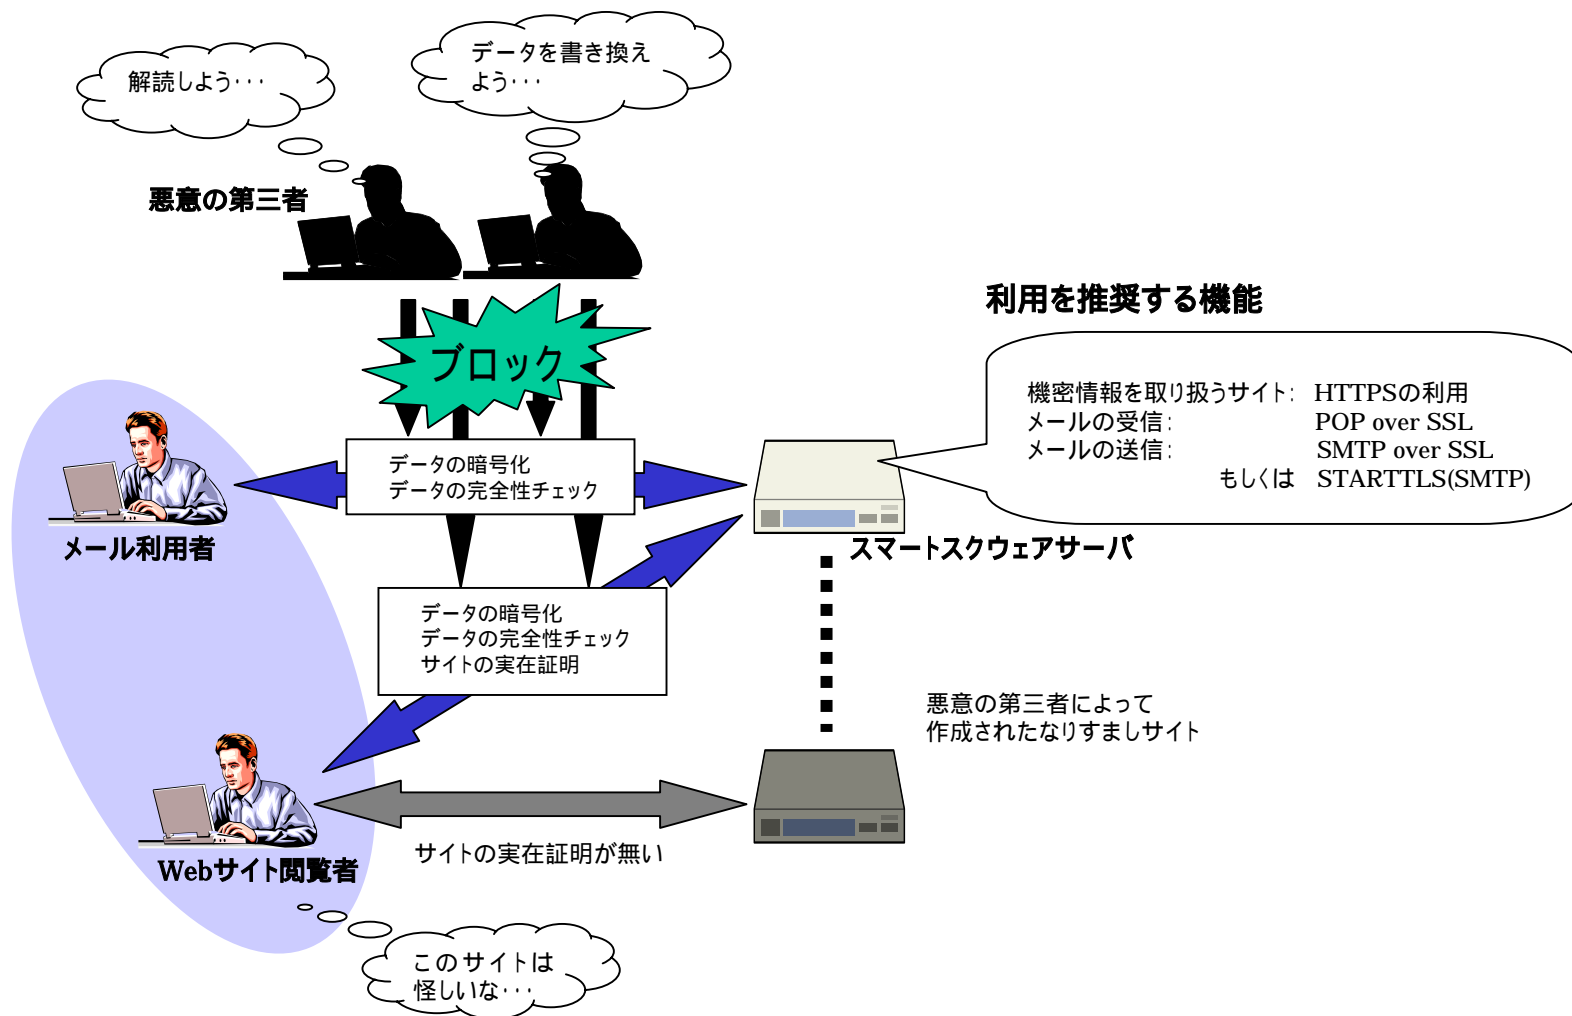 解読しよう･･･
データを書き換え
よう･･･
悪意の第三者
ブロック
利用を推奨する機能
機密情報を取り扱うサイト: HTTPSの利用
メールの受信: POP over SSL
メールの送信: SMTP over SSL
もしくは STARTTLS(SMTP)
データの暗号化
データの完全性チェック
メール利用者
スマートスクウェアサーバ
データの暗号化
データの完全性チェック
サイトの実在証明
悪意の第三者によって
作成されたなりすましサイト
サイトの実在証明が無い
Webサイト閲覧者
このサイトは
怪しいな･･･